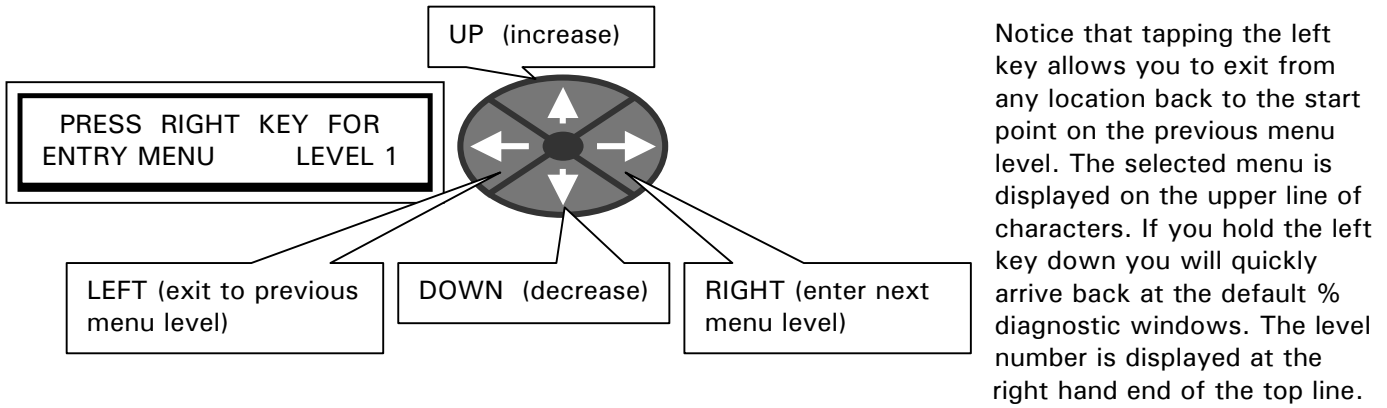 UP (increase)
PRESS RIGHT KEY FOR
ENTRY MENU LEVEL 1
LEFT (exit to previous
menu level)
DOWN (decrease)
RIGHT (enter next
menu level)
Notice that tapping the left
key allows you to exit from
any location back to the start
point on the previous menu
level. The selected menu is
displayed on the upper line of
characters. If you hold the left
key down you will quickly
arrive back at the default %
diagnostic windows. The level
number is displayed at the
right hand end of the top line.